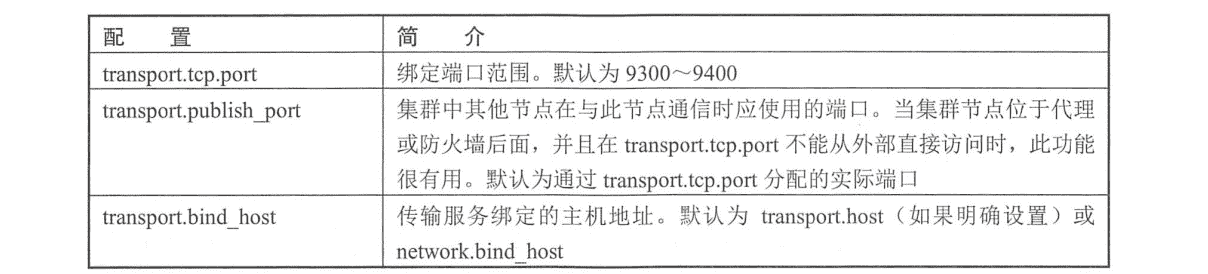 配 置 简 介
transport.tcp.port 绑定端口范围。默认为 9300~9400
transport.publish_port 集群中其他节点在与此节点通信时应使用的端口。当集群节点位于代理
或防火墙后面，并且在 transport.tcp.port 不能从外部直接访问时，此功能
很有用。默认为通过 transport.tcp.port 分配的实际端口
transport.bind_host 传输服务绑定的主机地址。默认为 transport.host（如果明确设置）或
network.bind_host